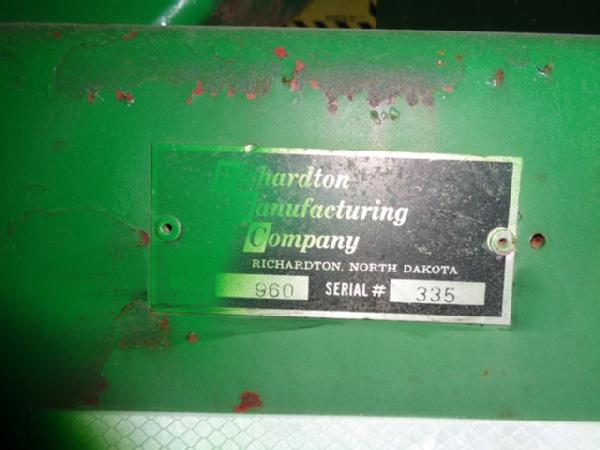 Richardton
Manufacturing
Company
RICHARDTON, NORTH DAKOTA
960 SERIAL # 335